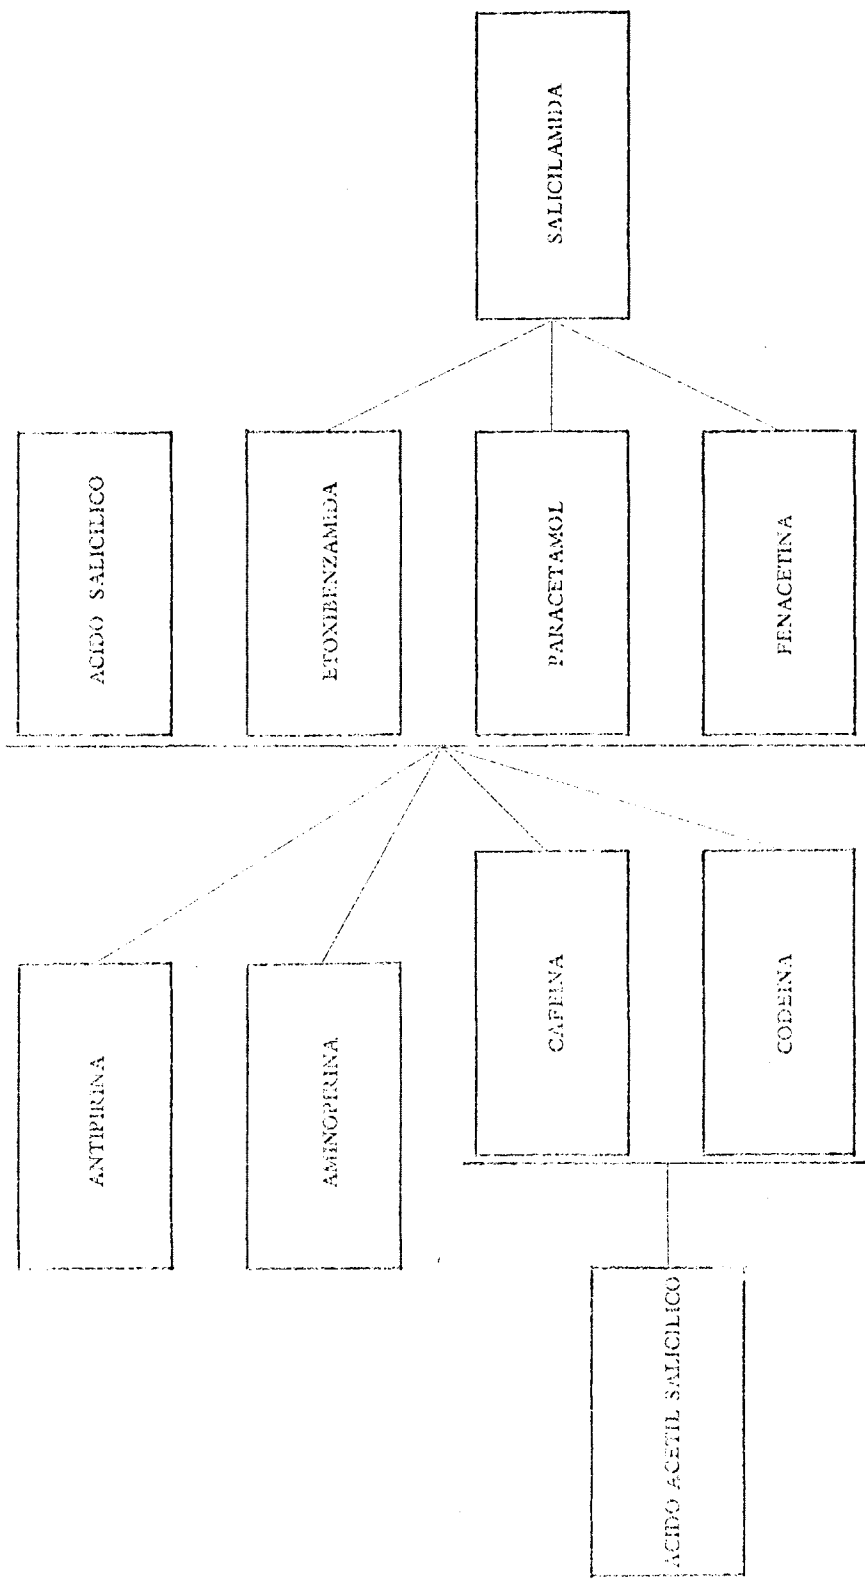 ANTIPIRINA
ACIDO SALICILICO
AMINOPIRINA
ETOXIBENZAMIDA
CAFEINA
PARACETAMOL
SALICILAMIDA
ACIDO ACETIL SALICILICO
CODEINA
FENACETINA